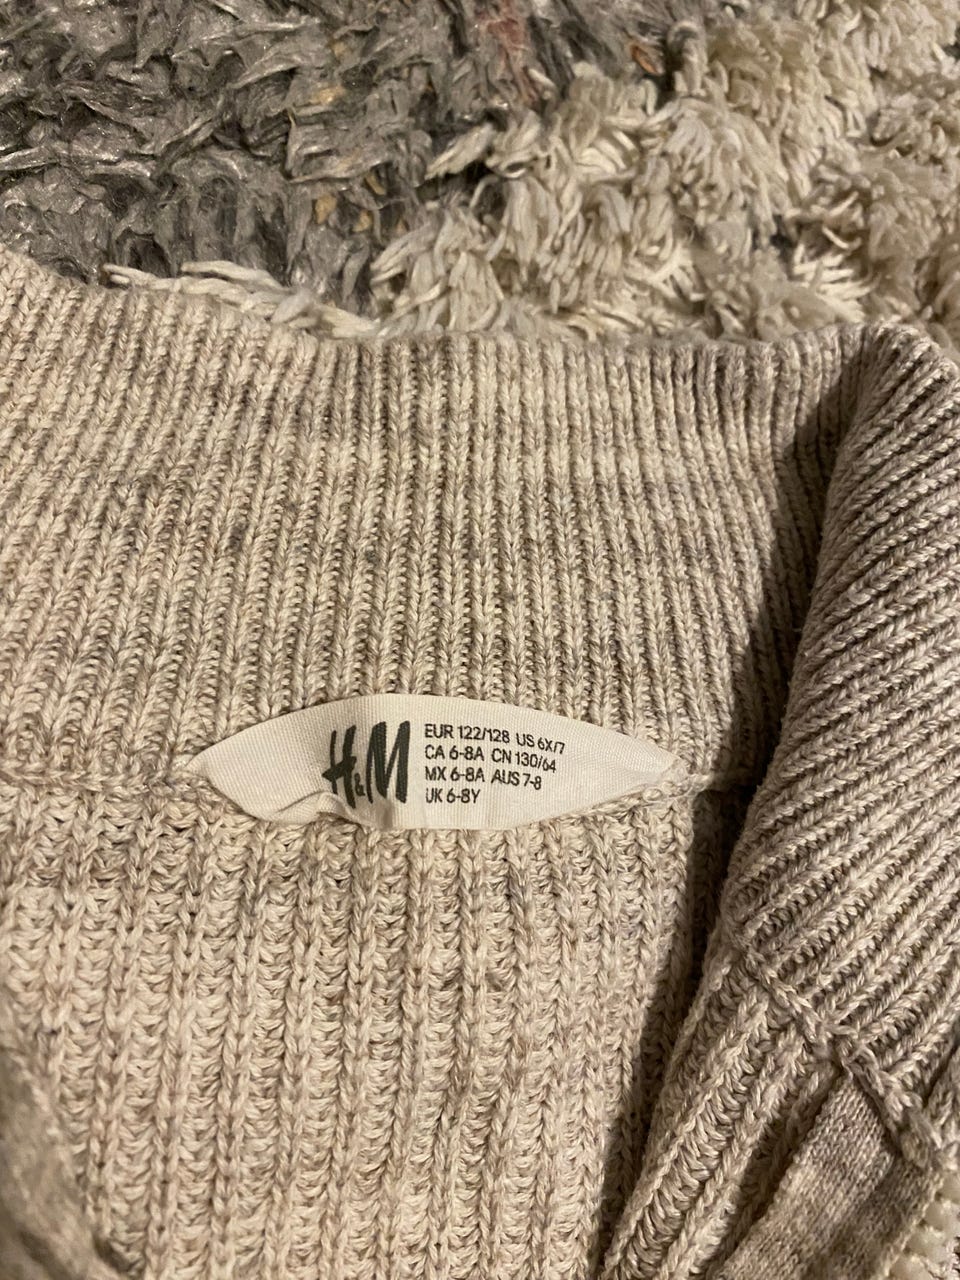 H&M
EUR 122/128 US 6X/7
CA 6-8A CN 130/64
MX 6-8A AUS 7-8
UK 6-8Y